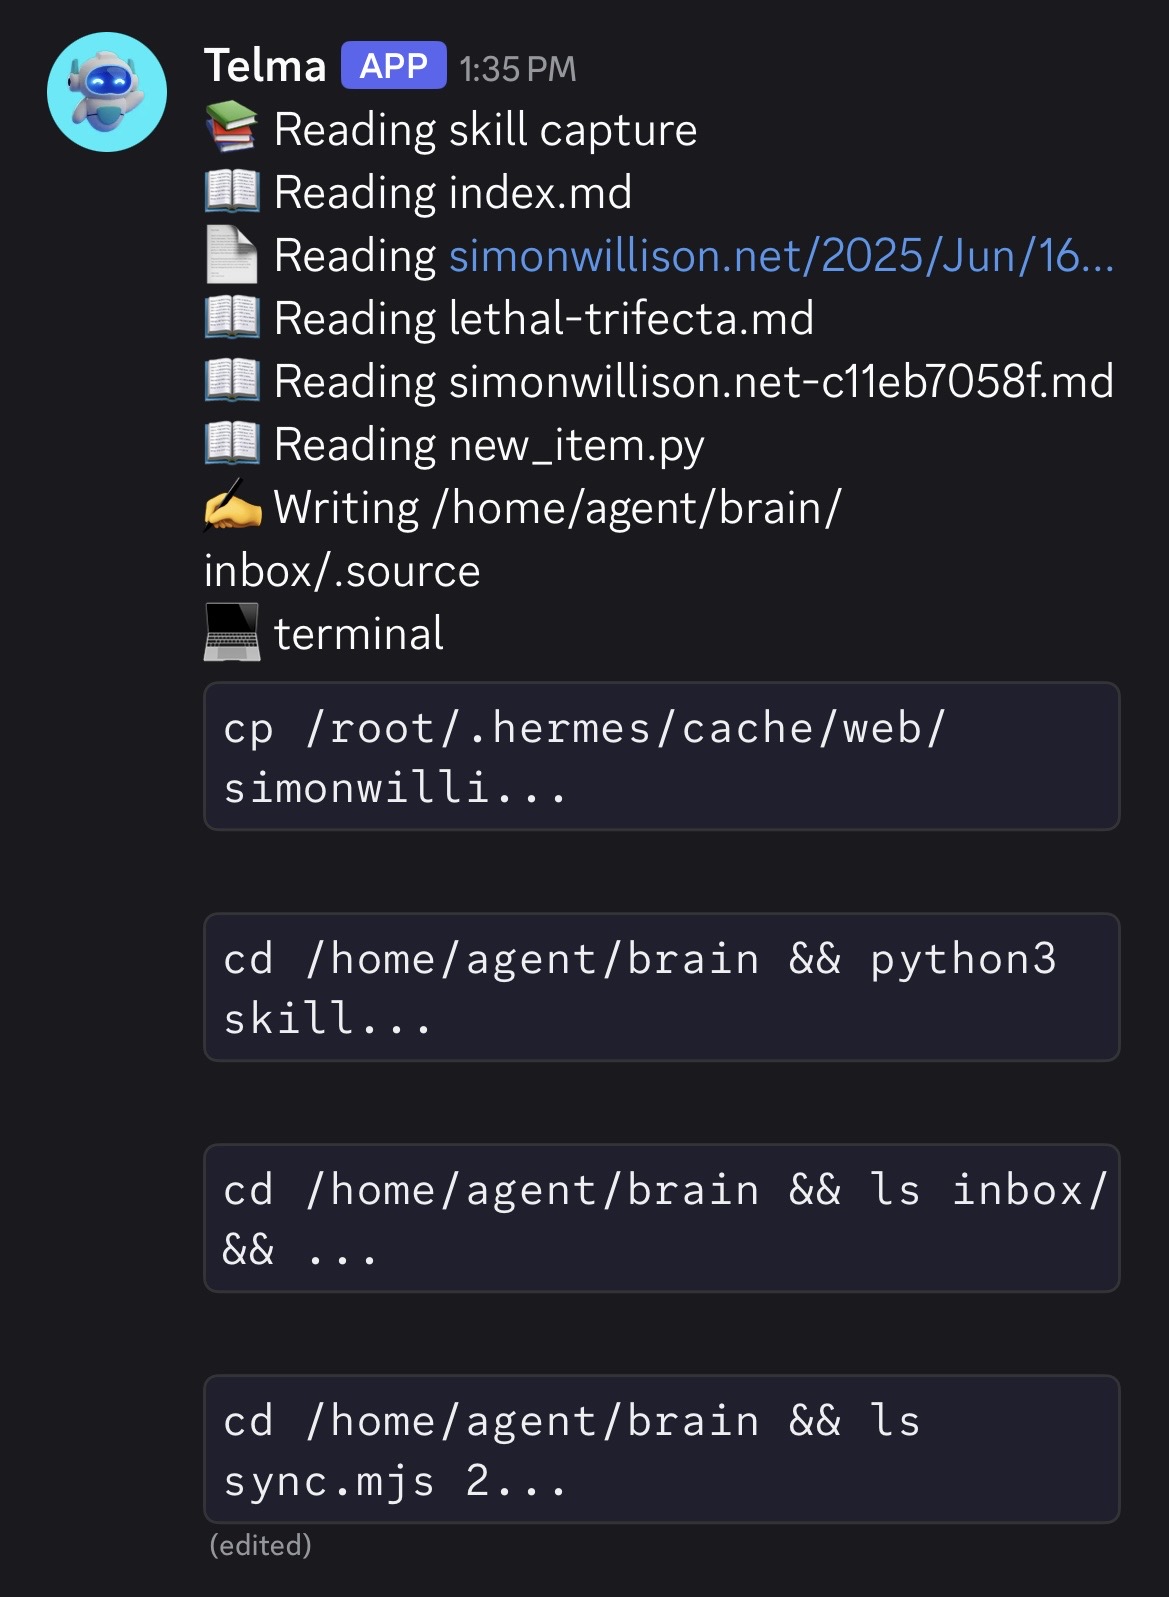 Telma APP 1:35 PM
Reading skill capture
Reading index.md
Reading simonwillison.net/2025/Jun/16...
Reading lethal-trifecta.md
Reading simonwillison.net-c11eb7058f.md
Reading new_item.py
Writing /home/agent/brain/
inbox/.source
terminal
cp /root/.hermes/cache/web/
simonwilli...
cd /home/agent/brain && python3
skill...
cd /home/agent/brain && ls inbox/
&& ...
cd /home/agent/brain && ls
sync.mjs 2...
(edited)